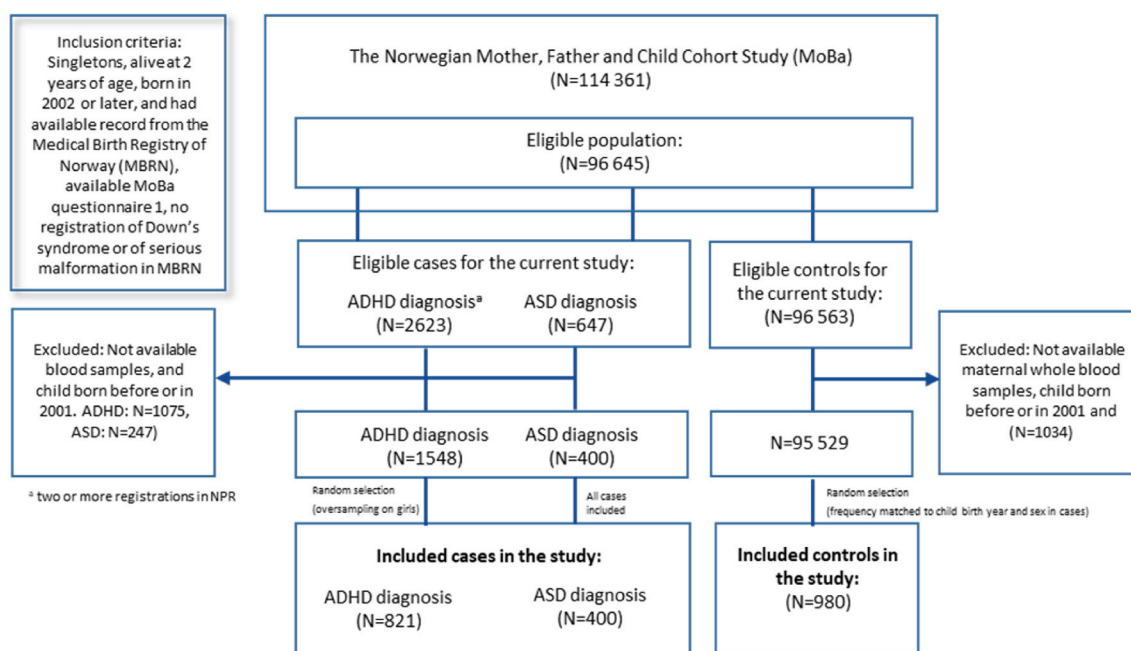 Inclusion criteria:
Singletons, alive at 2
years of age, born in
2002 or later, and had
available record from the
Medical Birth Registry of
Norway (MBRN),
available MoBa
questionnaire 1, no
registration of Down's
syndrome or of serious
malformation in MBRN
The Norwegian Mother, Father and Child Cohort Study (MoBa)
(N=114 361)
Eligible population:
(N=96 645)
Eligible cases for the current study:
ADHD diagnosisᵃ
(N=2623)
ASD diagnosis
(N=647)
Eligible controls for
the current study:
(N=96 563)
Excluded: Not available
blood samples, and
child born before or in
2001. ADHD: N=1075,
ASD: N=247)
Excluded: Not available
maternal whole blood
samples, child born
before or in 2001 and
(N=1034)
ADHD diagnosis
(N=1548)
ASD diagnosis
(N=400)
N=95 529
ᵃ two or more registrations in NPR
Random selection
(oversampling on girls)
All cases
included
Random selection
(frequency matched to child birth year and sex in cases)
Included cases in the study:
ADHD diagnosis
(N=821)
ASD diagnosis
(N=400)
Included controls in
the study:
(N=980)